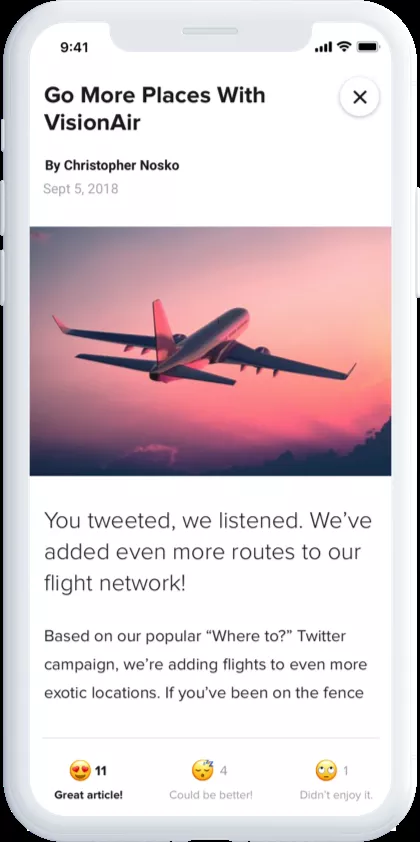 9:41
Go More Places With
VisionAir
By Christopher Nosko
Sept 5, 2018
You tweeted, we listened. We’ve
added even more routes to our
flight network!
Based on our popular “Where to?” Twitter
campaign, we’re adding flights to even more
exotic locations. If you’ve been on the fence
11
Great article!
4
Could be better!
1
Didn’t enjoy it.